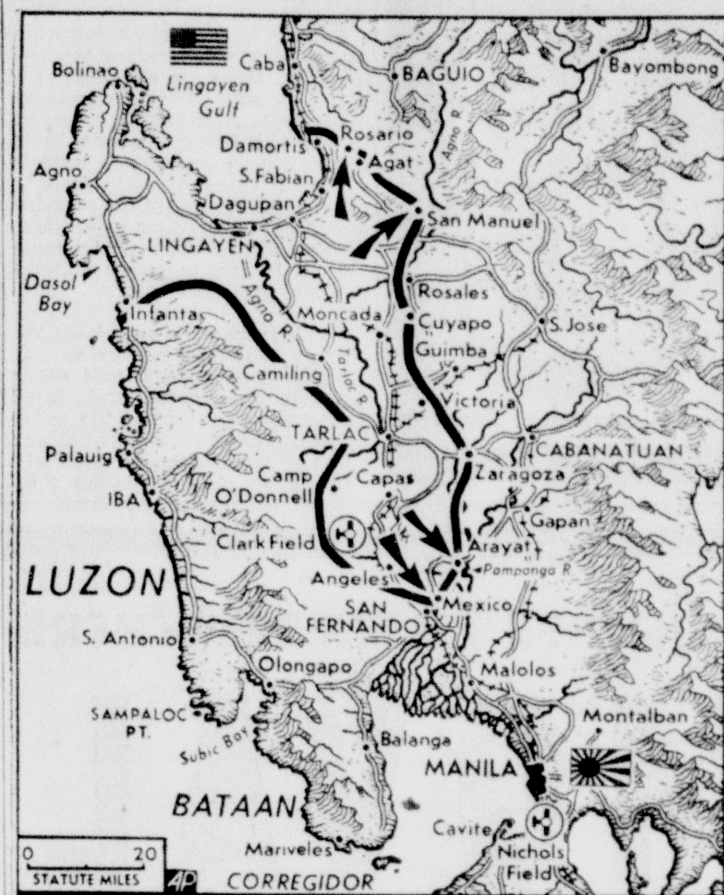 Bolinao
Lingayen
Gulf
Caba
BAGUIO
Bayombong
Damortis
Rosario
Agat
Agno R.
Agno
S. Fabian
Dagupan
San Manuel
LINGAYEN
Dasol
Bay
Agno R.
Rosales
Infanta
Moncada
Cuyapo
S. Jose
Guimba
Camiling
Tarlac R.
Victoria
TARLAC
CABANATUAN
Palauig
Camp
O'Donnell
Capas
Zaragoza
IBA
Gapan
Clark Field
Arayat
LUZON
Angeles
Pampanga R.
SAN
FERNANDO
Mexico
S. Antonio
Olongapo
Malolos
SAMPALOC
PT.
Subic Bay
Montalban
Balanga
MANILA
BATAAN
Cavite
Mariveles
Nichols
Field
0 20
STATUTE MILES
AP
CORREGIDOR